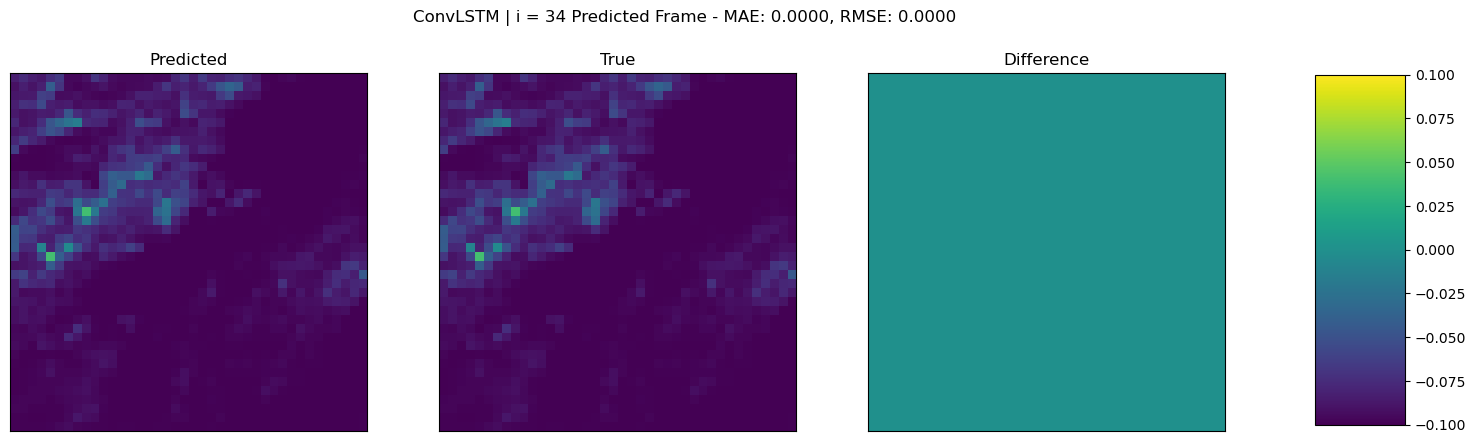 ConvLSTM | i = 34 Predicted Frame - MAE: 0.0000, RMSE: 0.0000
Predicted
True
Difference
0.100
0.075
0.050
0.025
0.000
−0.025
−0.050
−0.075
−0.100